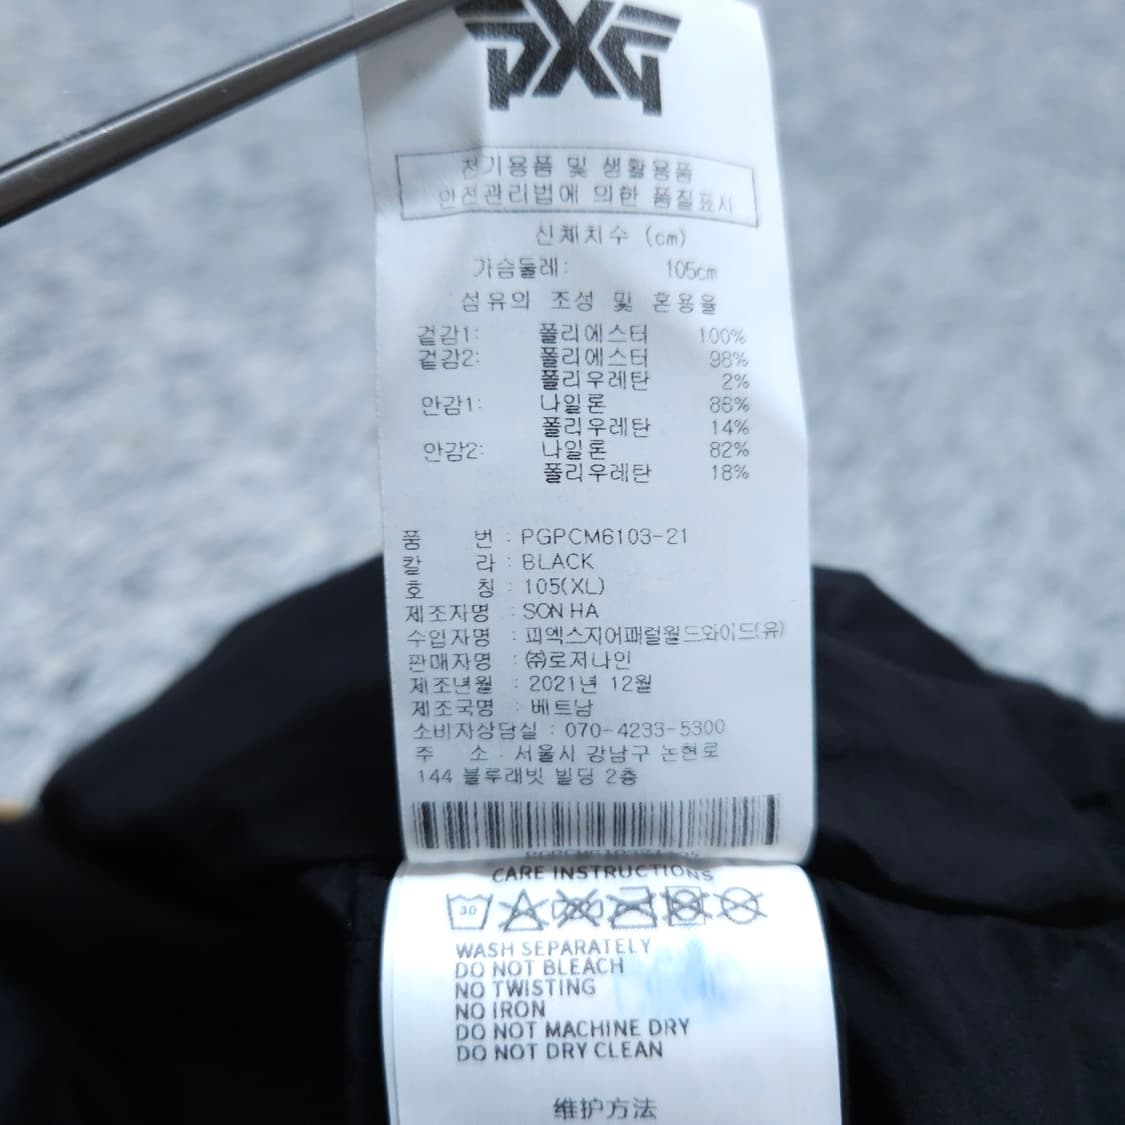 PXG
전기용품 및 생활용품
안전관리법에 의한 품질표시
신체치수 (cm)
가슴둘레: 105cm
섬유의 조성 및 혼용율
겉감1: 폴리에스터 100%
겉감2: 폴리에스터 98%
폴리우레탄 2%
안감1: 나일론 86%
폴리우레탄 14%
안감2: 나일론 82%
폴리우레탄 18%
품 번 : PGPCM6103-21
칼 라 : BLACK
호 칭 : 105(XL)
제조자명 : SON HA
수입자명 : 피엑스지어패럴월드와이드(유)
판매자명 : ㈜로저나인
제조년월 : 2021년 12월
제조국명 : 베트남
소비자상담실 : 070-4233-5300
주 소 : 서울시 강남구 논현로
144 블루래빗 빌딩 2층
CARE INSTRUCTIONS
30
WASH SEPARATELY
DO NOT BLEACH
NO TWISTING
NO IRON
DO NOT MACHINE DRY
DO NOT DRY CLEAN
维护方法